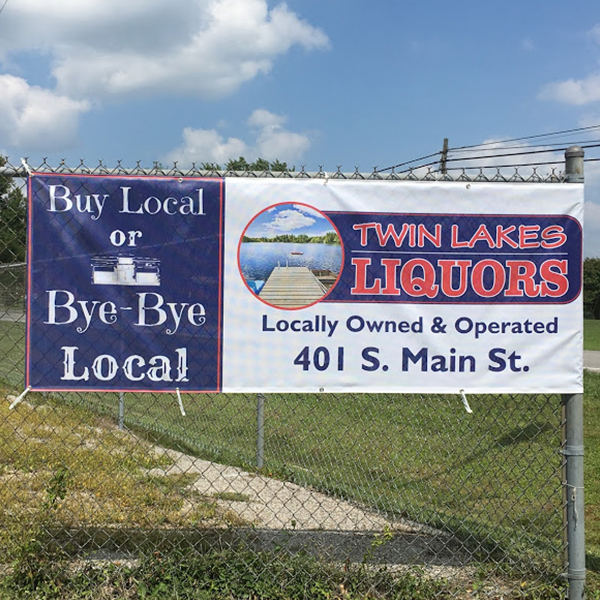 Buy Local
or
Bye-Bye
Local
TWIN LAKES
LIQUORS
Locally Owned & Operated
401 S. Main St.